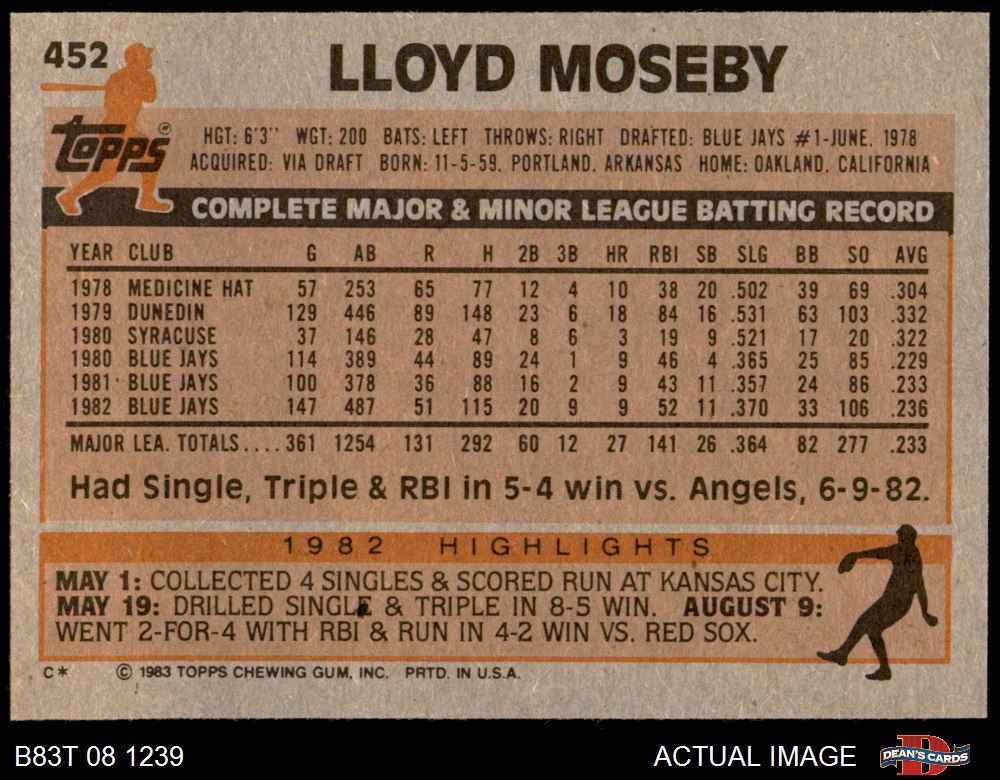 452
LLOYD MOSEBY
Topps®
HGT: 6'3'' WGT: 200 BATS: LEFT THROWS: RIGHT DRAFTED: BLUE JAYS #1-JUNE, 1978
ACQUIRED: VIA DRAFT BORN: 11-5-59, PORTLAND, ARKANSAS HOME: OAKLAND, CALIFORNIA
COMPLETE MAJOR & MINOR LEAGUE BATTING RECORD
YEAR CLUB G AB R H 2B 3B HR RBI SB SLG BB SO AVG
1978 MEDICINE HAT 57 253 65 77 12 4 10 38 20 .502 39 69 .304
1979 DUNEDIN 129 446 89 148 23 6 18 84 16 .531 63 103 .332
1980 SYRACUSE 37 146 28 47 8 6 3 19 9 .521 17 20 .322
1980 BLUE JAYS 114 389 44 89 24 1 9 46 4 .365 25 85 .229
1981 BLUE JAYS 100 378 36 88 16 2 9 43 11 .357 24 86 .233
1982 BLUE JAYS 147 487 51 115 20 9 9 52 11 .370 33 106 .236
MAJOR LEA. TOTALS.... 361 1254 131 292 60 12 27 141 26 .364 82 277 .233
Had Single, Triple & RBI in 5-4 win vs. Angels, 6-9-82.
1982 HIGHLIGHTS
MAY 1: COLLECTED 4 SINGLES & SCORED RUN AT KANSAS CITY.
MAY 19: DRILLED SINGLE & TRIPLE IN 8-5 WIN. AUGUST 9:
WENT 2-FOR-4 WITH RBI & RUN IN 4-2 WIN VS. RED SOX.
C* © 1983 TOPPS CHEWING GUM, INC. PRTD. IN U.S.A.
B83T 08 1239 ACTUAL IMAGE DEAN'S CARDS